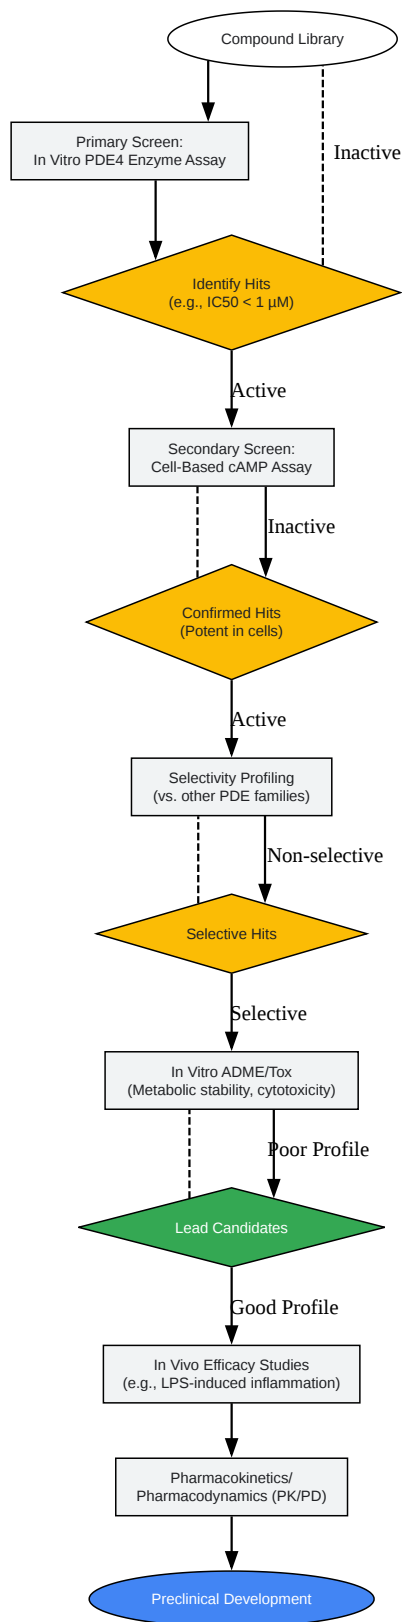 Compound Library
Inactive
Primary Screen:
In Vitro PDE4 Enzyme Assay
Identify Hits
(e.g., IC50 < 1 µM)
Active
Secondary Screen:
Cell-Based cAMP Assay
Inactive
Confirmed Hits
(Potent in cells)
Active
Selectivity Profiling
(vs. other PDE families)
Non-selective
Selective Hits
Selective
In Vitro ADME/Tox
(Metabolic stability, cytotoxicity)
Poor Profile
Lead Candidates
Good Profile
In Vivo Efficacy Studies
(e.g., LPS-induced inflammation)
Pharmacokinetics/
Pharmacodynamics (PK/PD)
Preclinical Development